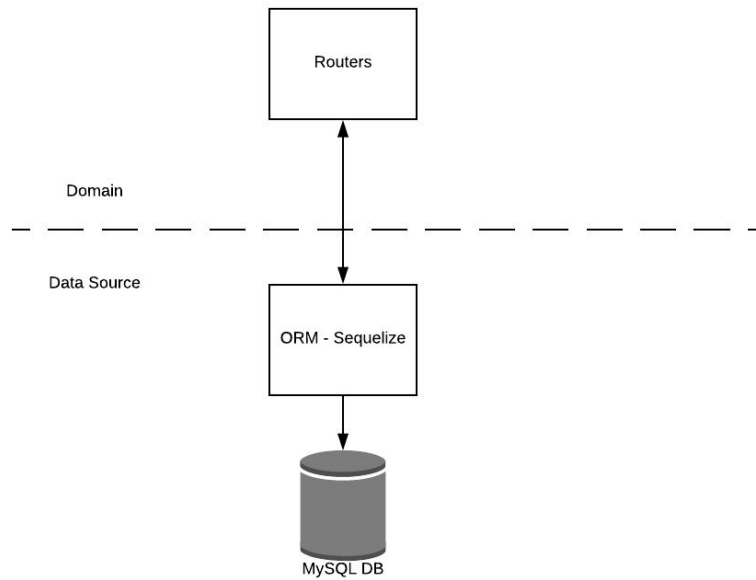 Routers
Domain
Data Source
ORM - Sequelize
MySQL DB